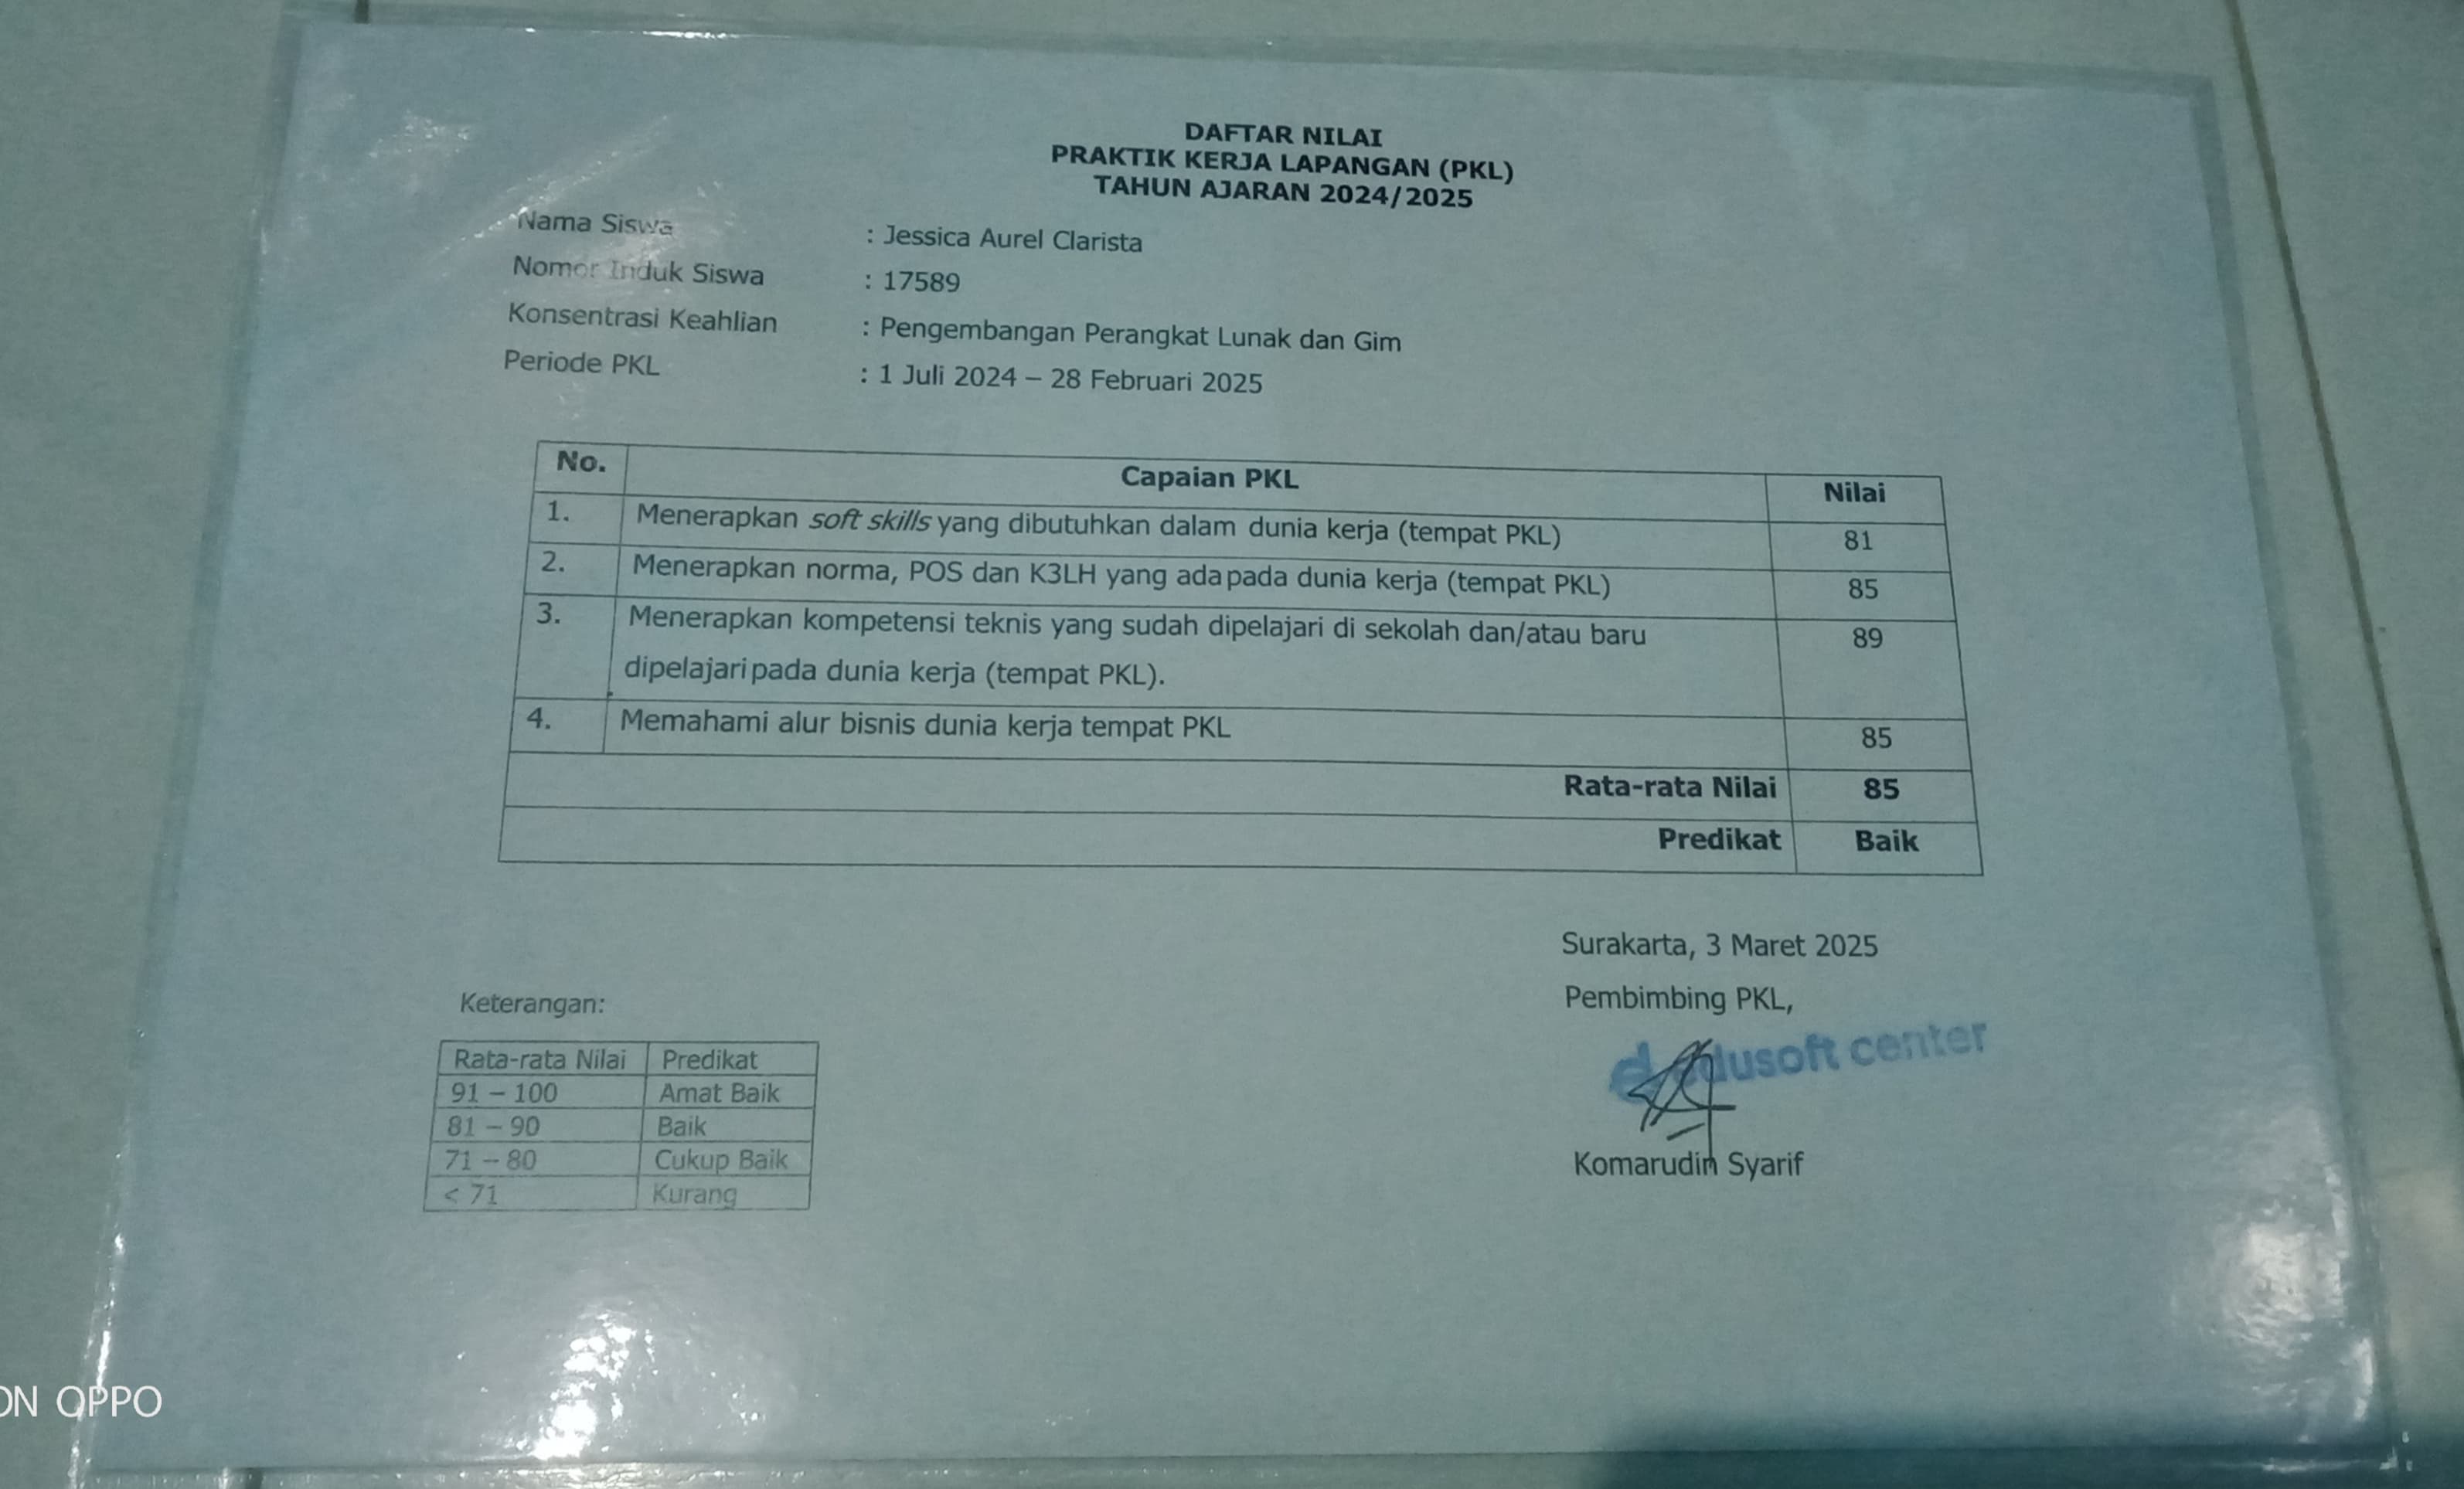 DAFTAR NILAI
PRAKTIK KERJA LAPANGAN (PKL)
TAHUN AJARAN 2024/2025
Nama Siswa : Jessica Aurel Clarista
Nomor Induk Siswa : 17589
Konsentrasi Keahlian : Pengembangan Perangkat Lunak dan Gim
Periode PKL : 1 Juli 2024 – 28 Februari 2025
No. Capaian PKL Nilai
1. Menerapkan soft skills yang dibutuhkan dalam dunia kerja (tempat PKL) 81
2. Menerapkan norma, POS dan K3LH yang ada pada dunia kerja (tempat PKL) 85
3. Menerapkan kompetensi teknis yang sudah dipelajari di sekolah dan/atau baru 89
dipelajari pada dunia kerja (tempat PKL).
4. Memahami alur bisnis dunia kerja tempat PKL 85
Rata-rata Nilai 85
Predikat Baik
Surakarta, 3 Maret 2025
Pembimbing PKL,
edusoft center
Komarudin Syarif
Keterangan:
Rata-rata Nilai Predikat
91 – 100 Amat Baik
81 – 90 Baik
71 – 80 Cukup Baik
< 71 Kurang
ON OPPO